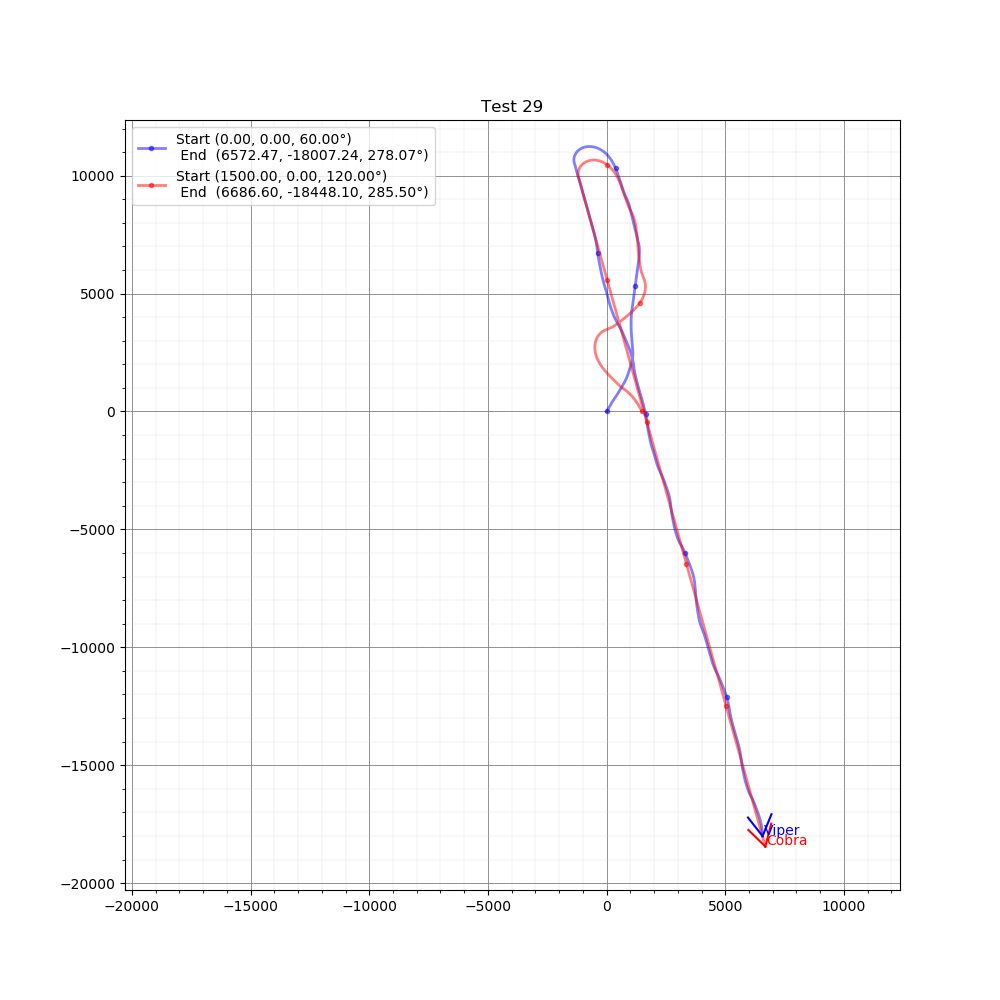 Test 29
Start (0.00, 0.00, 60.00°)
End (6572.47, -18007.24, 278.07°)
Start (1500.00, 0.00, 120.00°)
End (6686.60, -18448.10, 285.50°)
10000
5000
0
−5000
−10000
−15000
−20000
Viper
Cobra
−20000 −15000 −10000 −5000 0 5000 10000